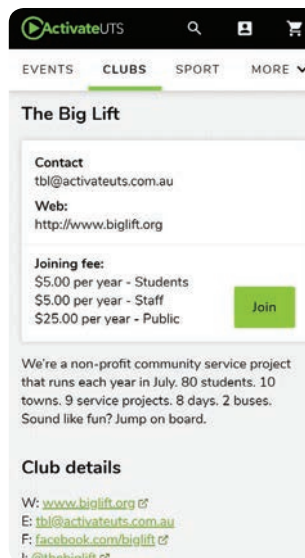 ActivateUTS
EVENTS CLUBS SPORT MORE
The Big Lift
Contact
tbl@activateuts.com.au
Web:
http://www.biglift.org
Joining fee:
$5.00 per year - Students
$5.00 per year - Staff
$25.00 per year - Public
Join
We're a non-profit community service project
that runs each year in July. 80 students. 10
towns. 9 service projects. 8 days. 2 buses.
Sound like fun? Jump on board.
Club details
W: www.biglift.org
E: tbl@activateuts.com.au
F: facebook.com/biglift
I: @thebiglift